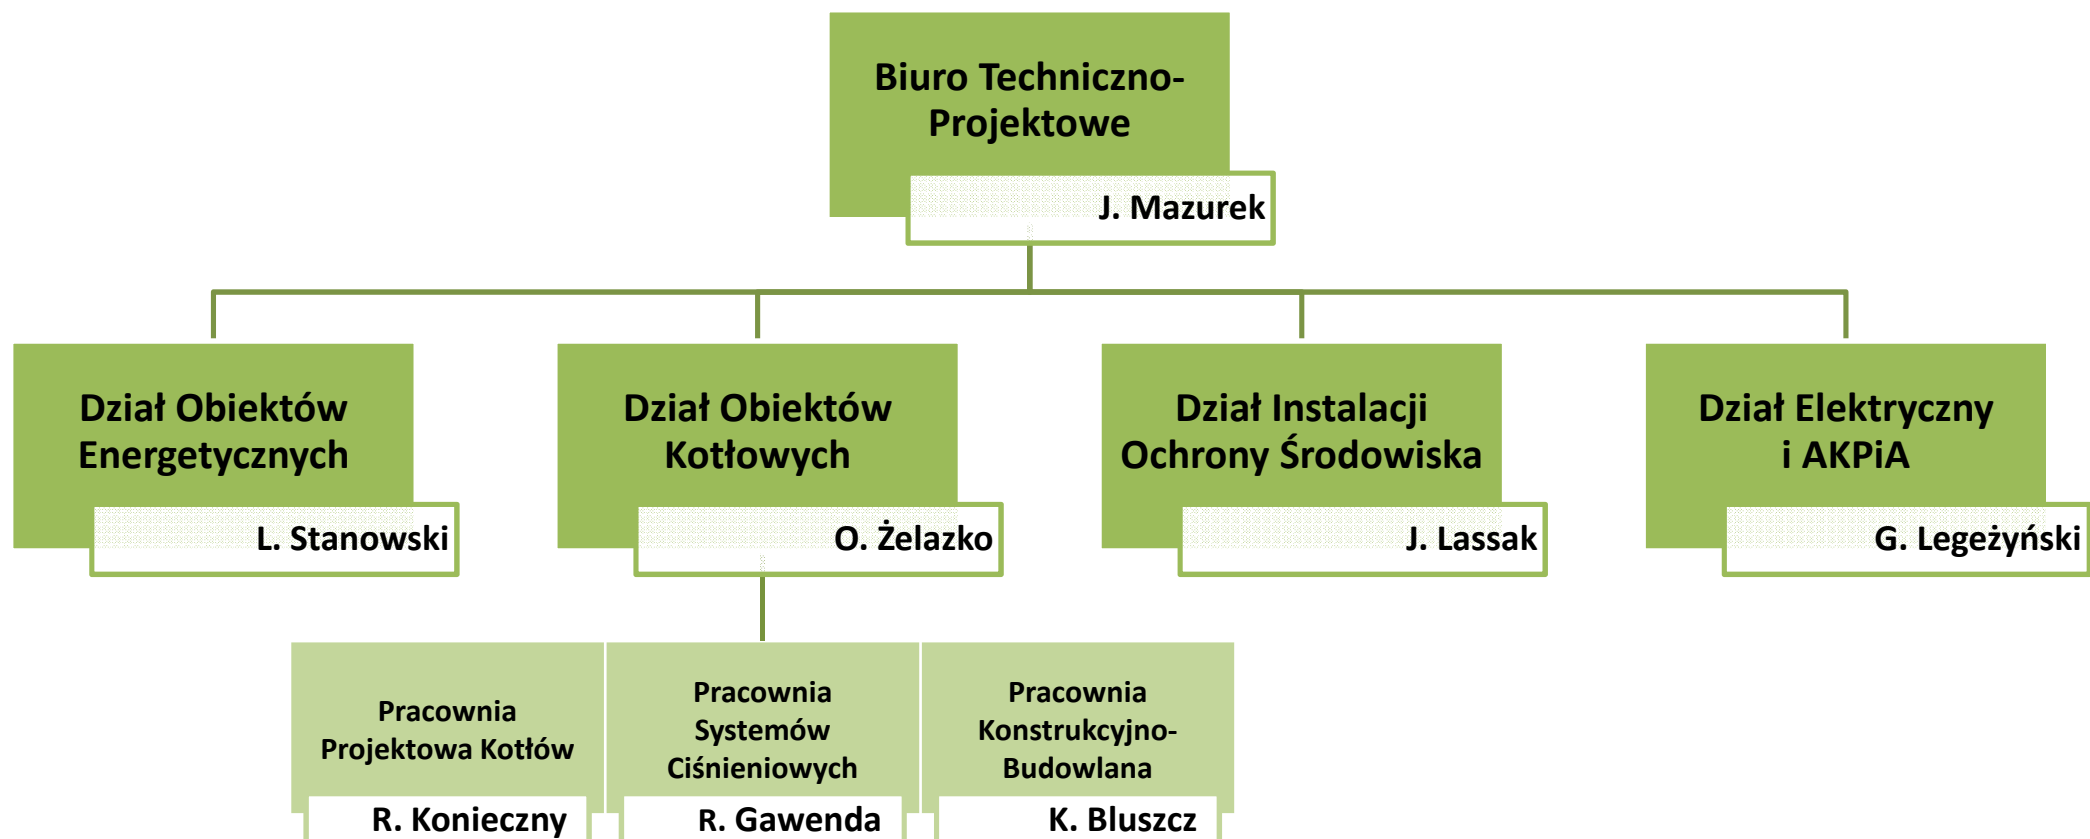 Biuro Techniczno-
Projektowe
J. Mazurek
Dział Obiektów
Energetycznych
L. Stanowski
Dział Obiektów
Kotłowych
O. Żelazko
Dział Instalacji
Ochrony Środowiska
J. Lassak
Dział Elektryczny
i AKPiA
G. Legeżyński
Pracownia
Projektowa Kotłów
R. Konieczny
Pracownia
Systemów
Ciśnieniowych
R. Gawenda
Pracownia
Konstrukcyjno-
Budowlana
K. Bluszcz